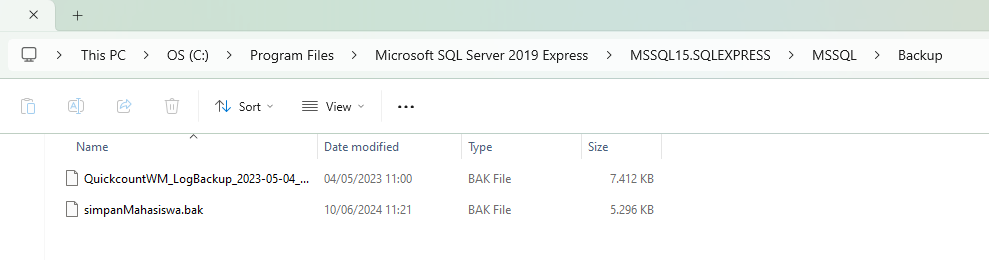 This PC > OS (C:) > Program Files > Microsoft SQL Server 2019 Express > MSSQL15.SQLEXPRESS > MSSQL > Backup
Sort View
Name Date modified Type Size
QuickcountWM_LogBackup_2023-05-04_... 04/05/2023 11:00 BAK File 7.412 KB
simpanMahasiswa.bak 10/06/2024 11:21 BAK File 5.296 KB